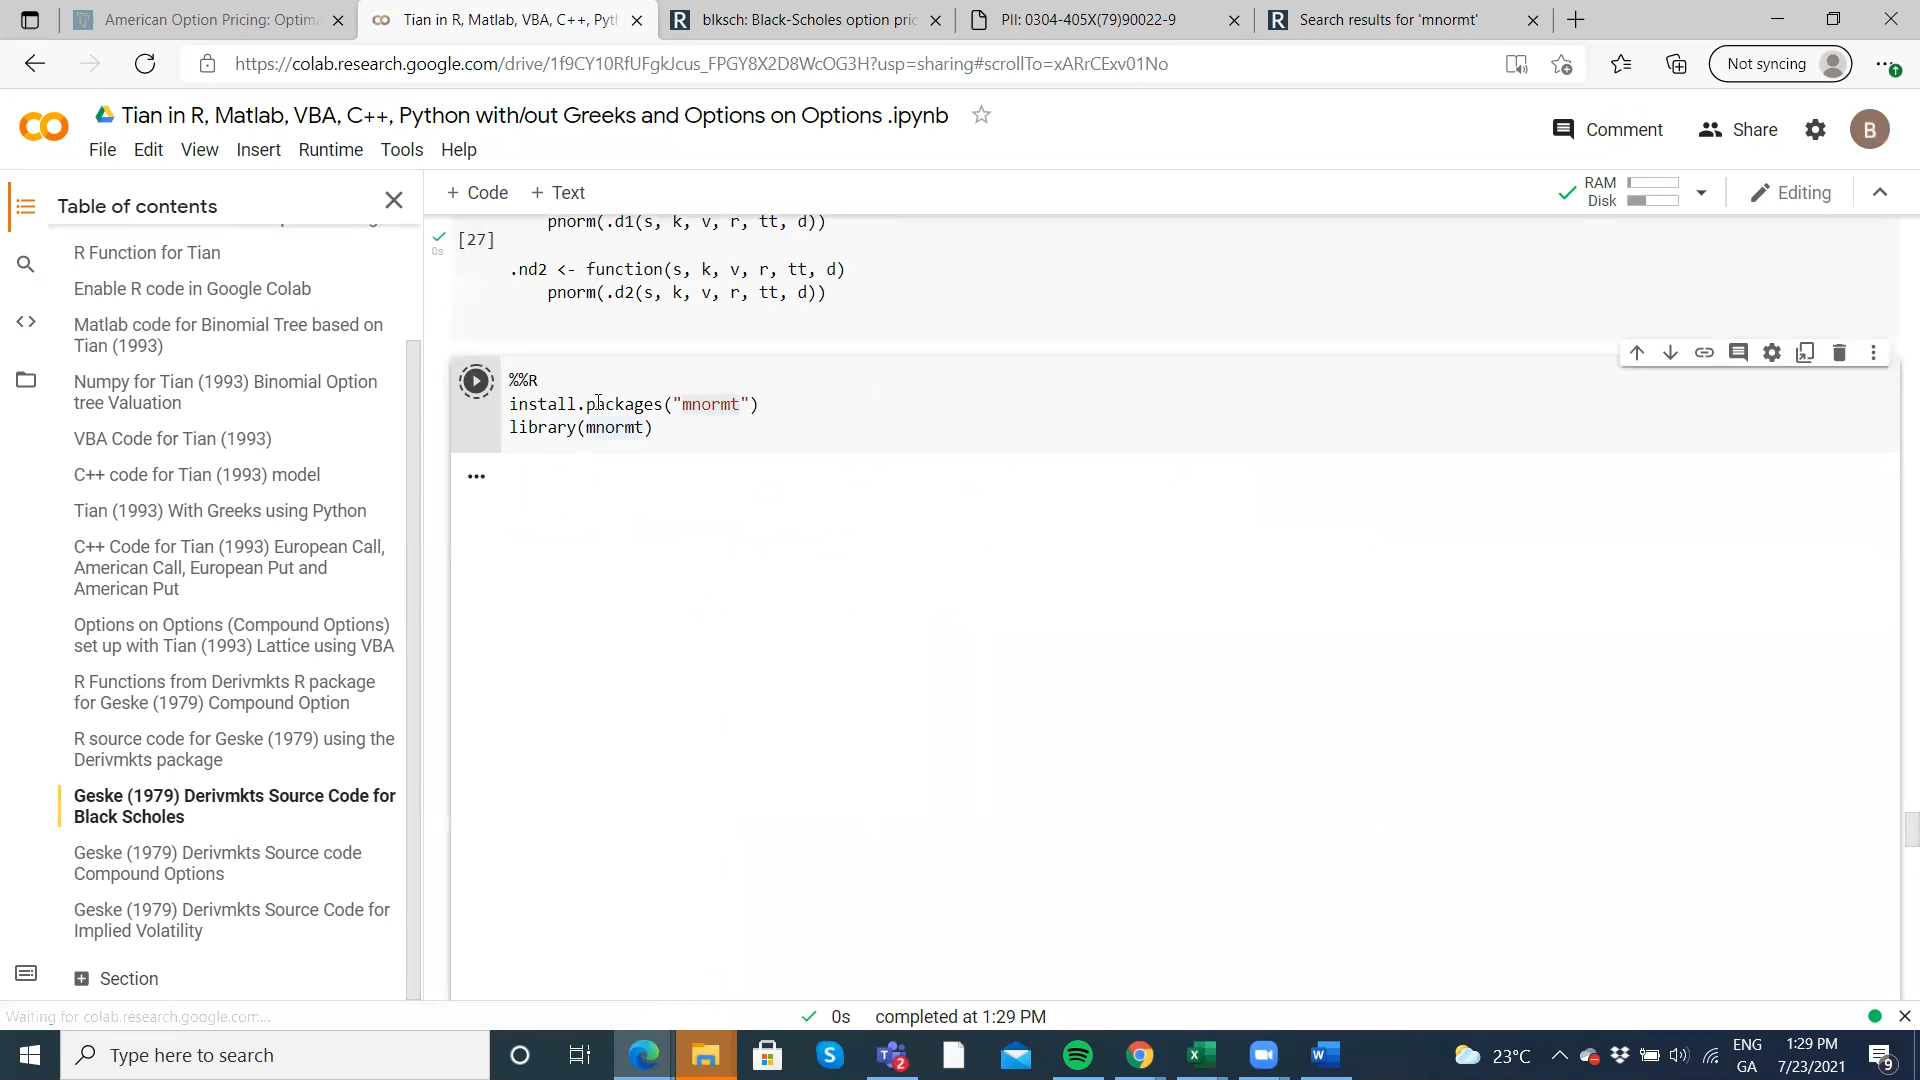 American Option Pricing: Optima
Tian in R, Matlab, VBA, C++, Pyth
blksch: Black-Scholes option pric
PII: 0304-405X(79)90022-9
Search results for 'mnormt'
https://colab.research.google.com/drive/1f9CY10RfUFgkJcus_FPGY8X2D8WcOG3H?usp=sharing#scrollTo=xARrCExv01No
Not syncing
Tian in R, Matlab, VBA, C++, Python with/out Greeks and Options on Options .ipynb
File Edit View Insert Runtime Tools Help
Comment
Share
B
Table of contents
R Function for Tian
Enable R code in Google Colab
Matlab code for Binomial Tree based on
Tian (1993)
Numpy for Tian (1993) Binomial Option
tree Valuation
VBA Code for Tian (1993)
C++ code for Tian (1993) model
Tian (1993) With Greeks using Python
C++ Code for Tian (1993) European Call,
American Call, European Put and
American Put
Options on Options (Compound Options)
set up with Tian (1993) Lattice using VBA
R Functions from Derivmkts R package
for Geske (1979) Compound Option
R source code for Geske (1979) using the
Derivmkts package
Geske (1979) Derivmkts Source Code for
Black Scholes
Geske (1979) Derivmkts Source code
Compound Options
Geske (1979) Derivmkts Source Code for
Implied Volatility
Section
+ Code + Text
RAM
Disk
Editing
pnorm(.d1(s, k, v, r, tt, d))
[27]
0s
.nd2 <- function(s, k, v, r, tt, d)
pnorm(.d2(s, k, v, r, tt, d))
%%R
install.packages("mnormt")
library(mnormt)
...
Waiting for colab.research.google.com...
0s completed at 1:29 PM
Type here to search
2
23°C
ENG
GA
1:29 PM
7/23/2021
9